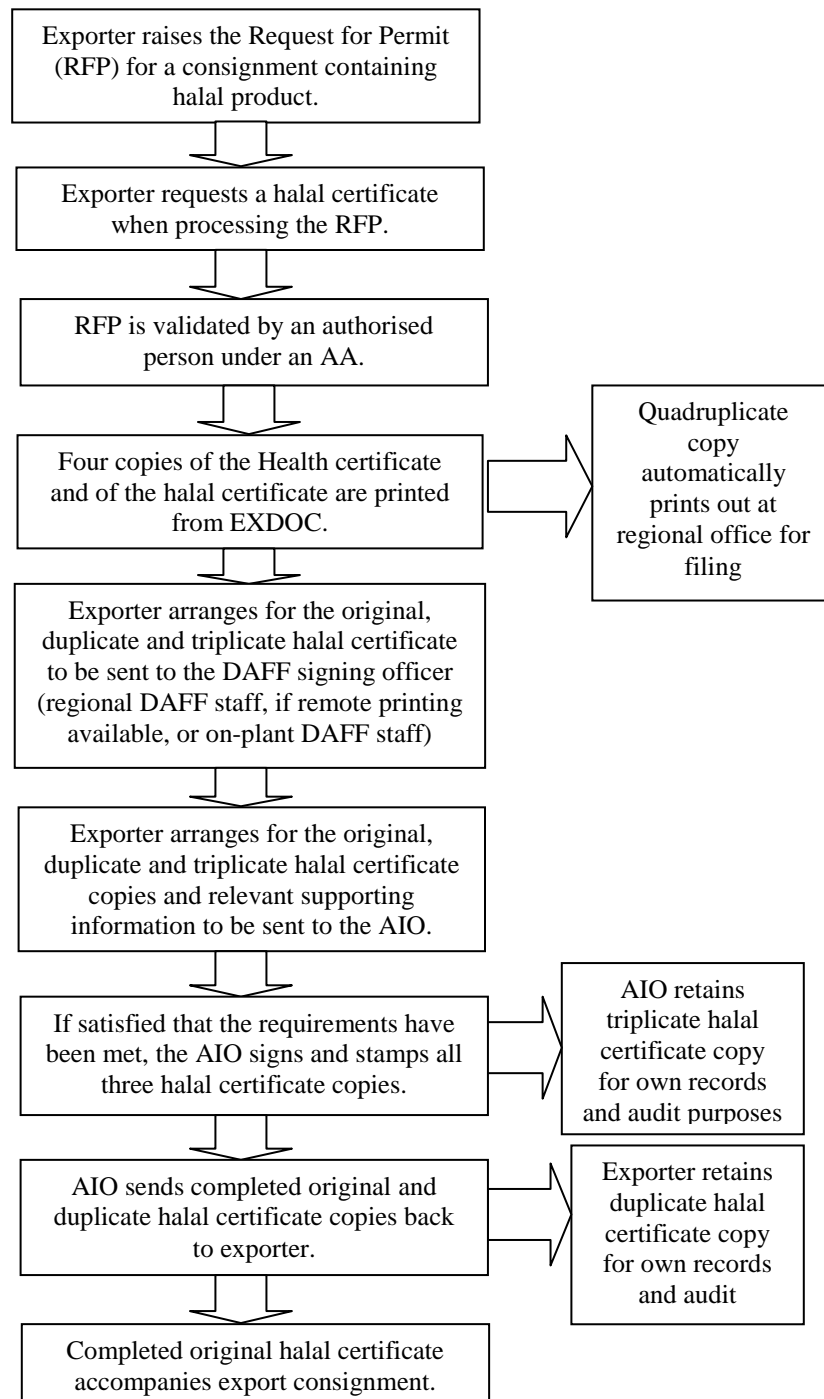 Exporter raises the Request for Permit
(RFP) for a consignment containing
halal product.
Exporter requests a halal certificate
when processing the RFP.
RFP is validated by an authorised
person under an AA.
Four copies of the Health certificate
and of the halal certificate are printed
from EXDOC.
Quadruplicate
copy
automatically
prints out at
regional office for
filing
Exporter arranges for the original,
duplicate and triplicate halal certificate
to be sent to the DAFF signing officer
(regional DAFF staff, if remote printing
available, or on-plant DAFF staff)
Exporter arranges for the original,
duplicate and triplicate halal certificate
copies and relevant supporting
information to be sent to the AIO.
If satisfied that the requirements have
been met, the AIO signs and stamps all
three halal certificate copies.
AIO retains
triplicate halal
certificate copy
for own records
and audit purposes
AIO sends completed original and
duplicate halal certificate copies back
to exporter.
Exporter retains
duplicate halal
certificate copy
for own records
and audit
Completed original halal certificate
accompanies export consignment.